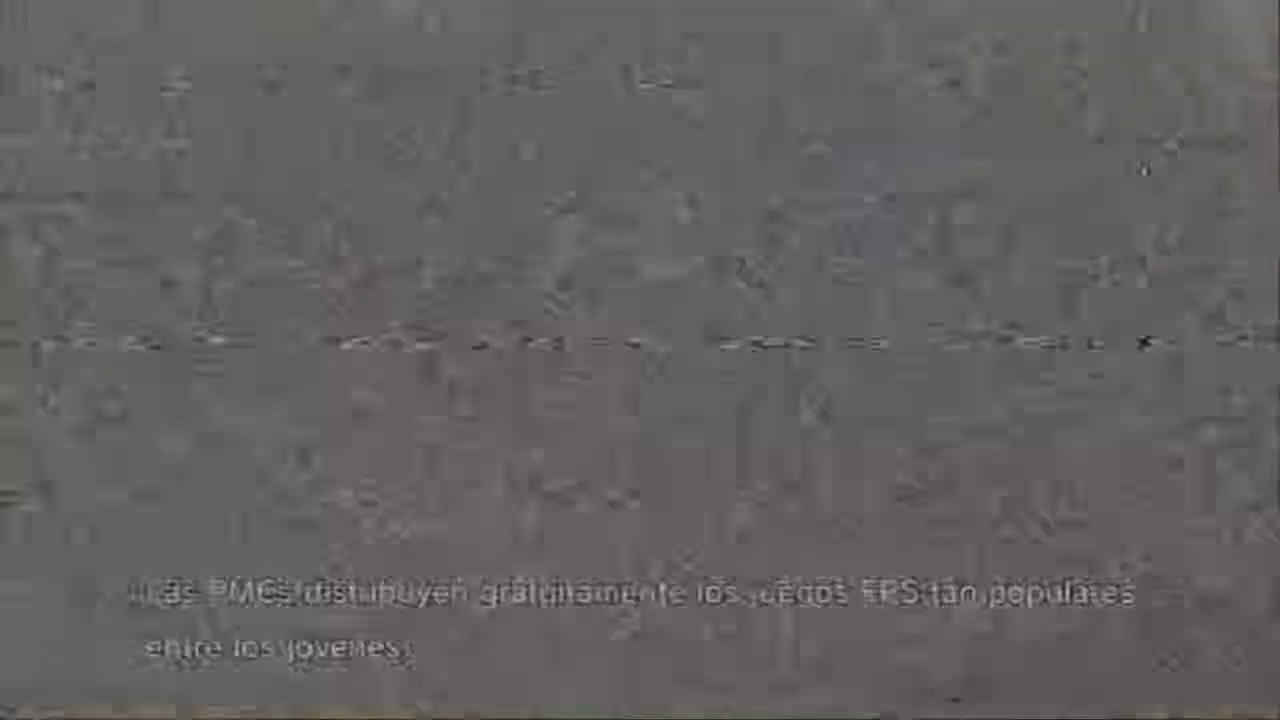 Las PMCs distribuyen gratuitamente los juegos FPS tan populares
entre los jóvenes.